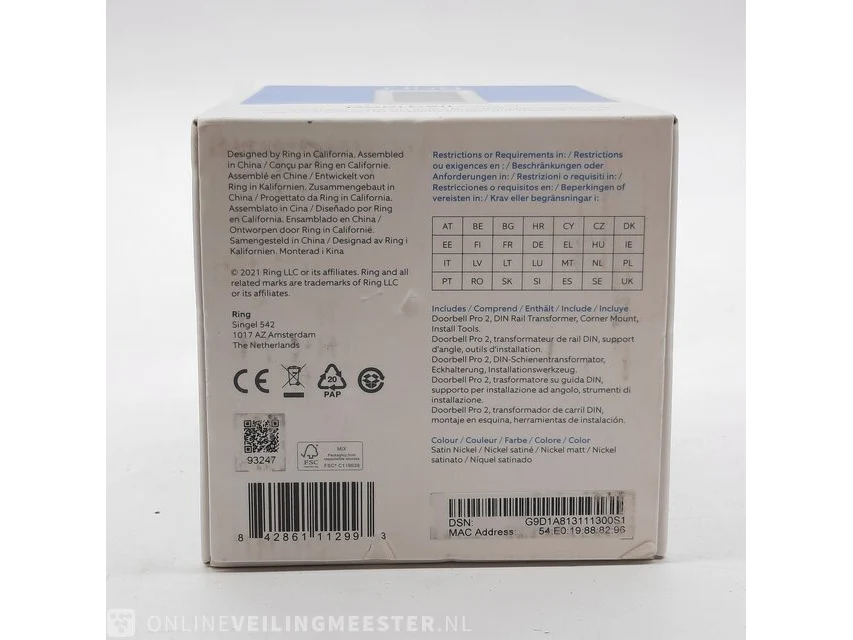 Designed by Ring in California. Assembled
in China / Conçu par Ring en Californie.
Assemblé en Chine / Entwickelt von
Ring in Kalifornien. Zusammengebaut in
China / Progettato da Ring in California.
Assemblato in Cina / Diseñado por Ring
en California. Ensamblado en China /
Ontworpen door Ring in Californië.
Samengesteld in China / Designad av Ring i
Kalifornien. Monterad i Kina
© 2021 Ring LLC or its affiliates. Ring and all
related marks are trademarks of Ring LLC
or its affiliates.
Ring
Singel 542
1017 AZ Amsterdam
The Netherlands
CE
20
PAP
93247
FSC
MIX
Packaging from
responsible sources
FSC® C118028
8 42861 11299 3
Restrictions or Requirements in: / Restrictions
ou exigences en : / Beschränkungen oder
Anforderungen in: / Restrizioni o requisiti in: /
Restricciones o requisitos en: / Beperkingen of
vereisten in: / Krav eller begränsningar i:
AT BE BG HR CY CZ DK
EE FI FR DE EL HU IE
IT LV LT LU MT NL PL
PT RO SK SI ES SE UK
Includes / Comprend / Enthält / Include / Incluye
Doorbell Pro 2, DIN Rail Transformer, Corner Mount,
Install Tools.
Doorbell Pro 2, transformateur de rail DIN, support
d'angle, outils d'installation.
Doorbell Pro 2, DIN-Schienentransformator,
Eckhalterung, Installationswerkzeug.
Doorbell Pro 2, trasformatore su guida DIN,
supporto per installazione ad angolo, strumenti di
installazione.
Doorbell Pro 2, transformador de carril DIN,
montaje en esquina, herramientas de instalación.
Colour / Couleur / Farbe / Colore / Color
Satin Nickel / Nickel satiné / Nickel matt / Nickel
satinato / Níquel satinado
DSN: G9D1A813111300S1
MAC Address: 54:E0:19:88:82:96
ONLINEVEILINGMEESTER.NL